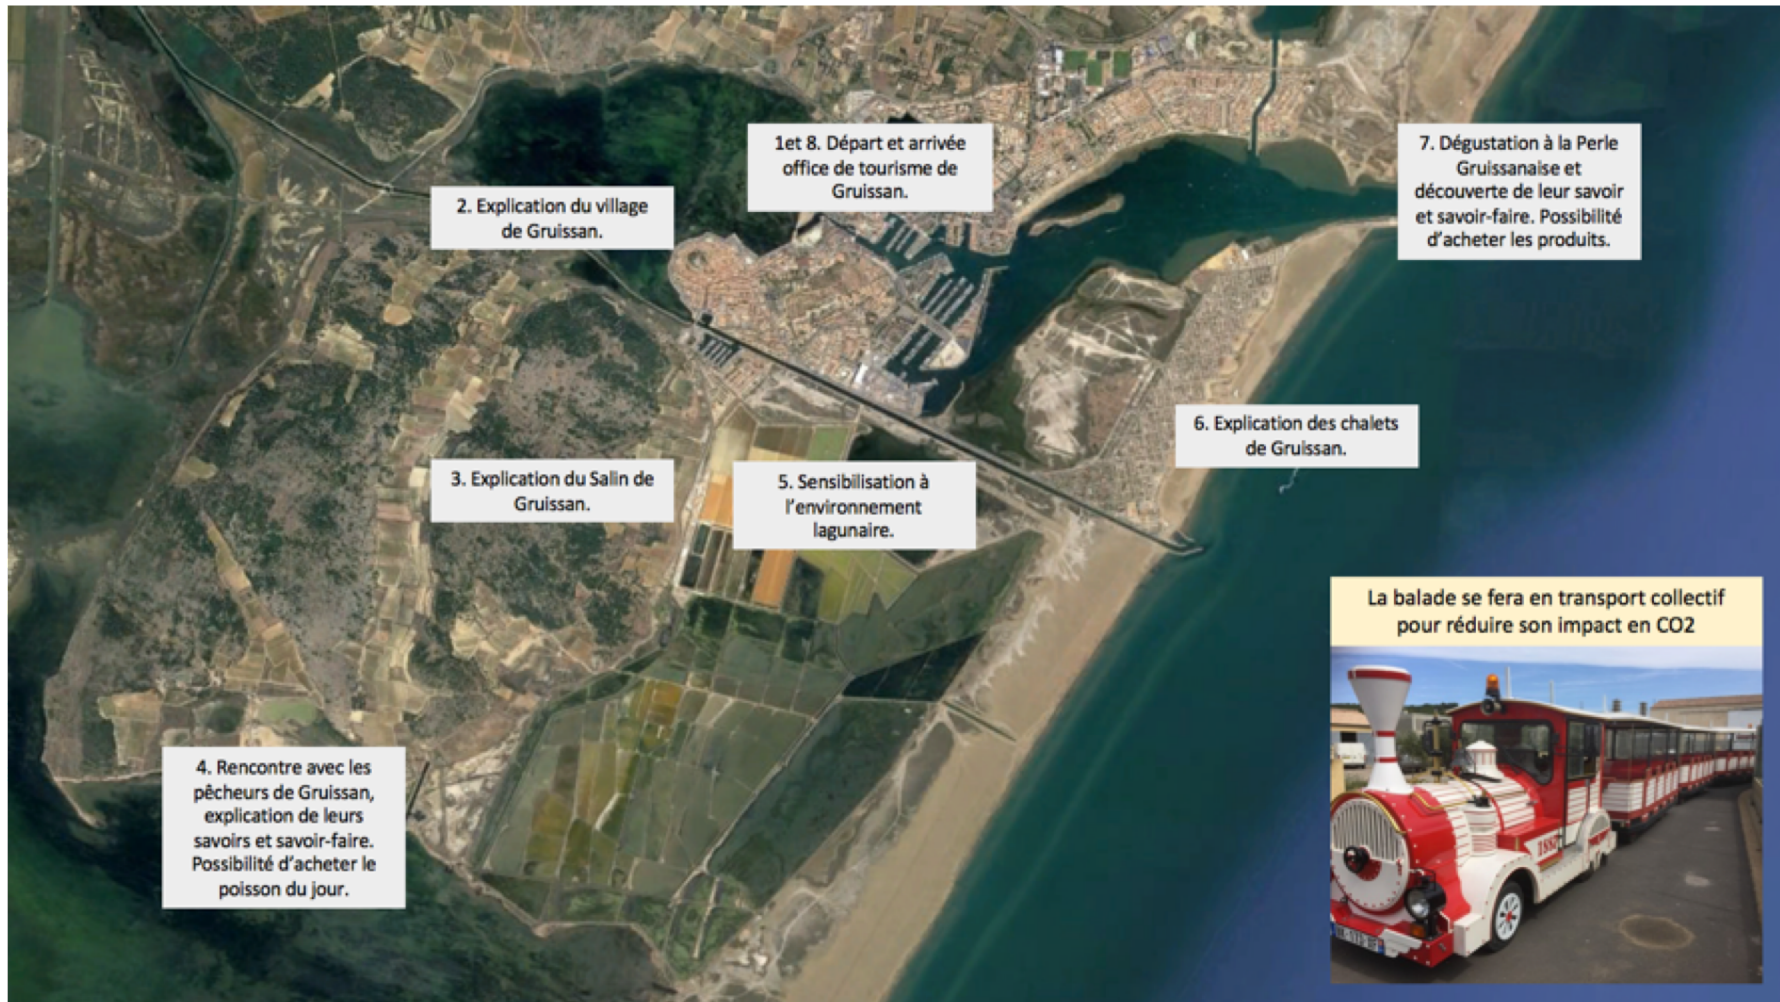 1et 8. Départ et arrivée
office de tourisme de
Gruissan.
2. Explication du village
de Gruissan.
3. Explication du Salin de
Gruissan.
4. Rencontre avec les
pêcheurs de Gruissan,
explication de leurs
savoirs et savoir-faire.
Possibilité d'acheter le
poisson du jour.
5. Sensibilisation à
l'environnement
lagunaire.
6. Explication des chalets
de Gruissan.
7. Dégustation à la Perle
Gruissanaise et
découverte de leur savoir
et savoir-faire. Possibilité
d'acheter les produits.
La balade se fera en transport collectif
pour réduire son impact en CO2